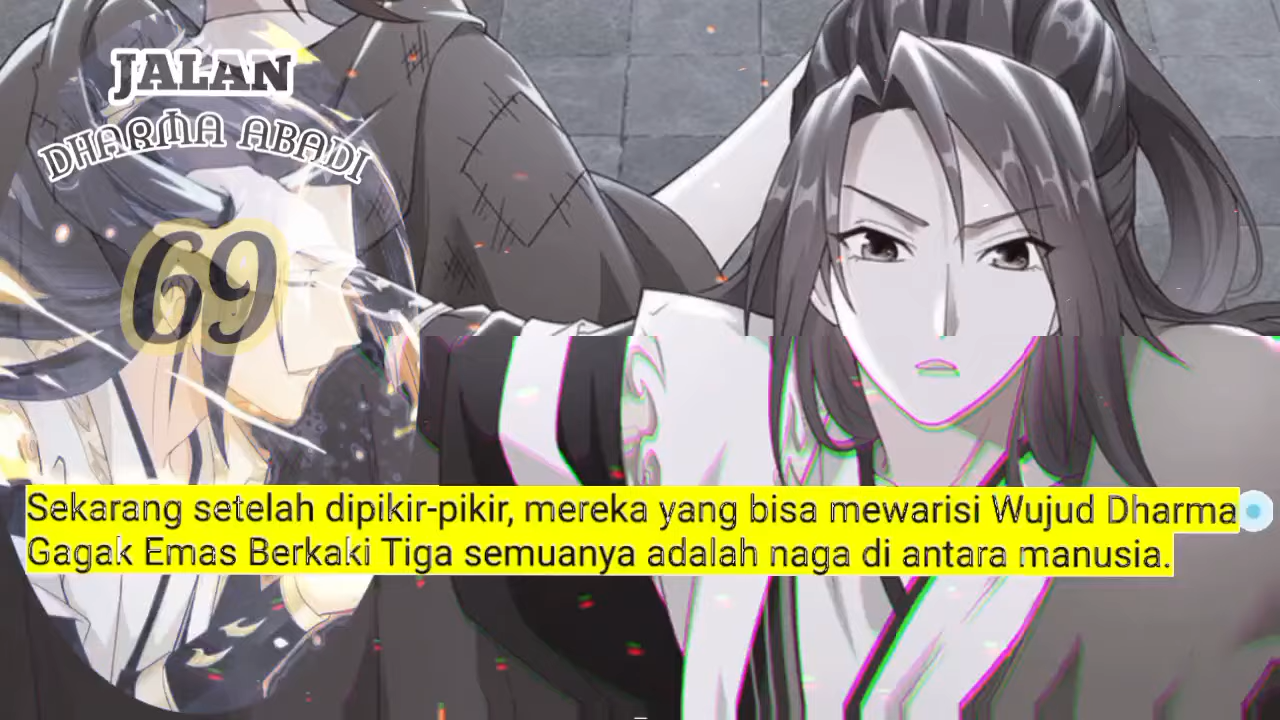 JALAN
DHARMA ABADI
69
Sekarang setelah dipikir-pikir, mereka yang bisa mewarisi Wujud Dharma
Gagak Emas Berkaki Tiga semuanya adalah naga di antara manusia.